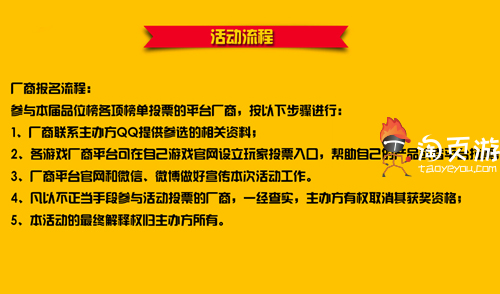 活动流程
厂商报名流程：
参与本届品位榜各项榜单投票的平台厂商，按以下步骤进行：
1、厂商联系主办方QQ提供参选的相关资料；
2、各游戏厂商平台可在自己游戏官网设立玩家投票入口，帮助自己的产品
淘页游
taoyeyou.com
3、厂商平台官网和微信、微博做好宣传本次活动工作。
4、凡以不正当手段参与活动投票的厂商，一经查实，主办方有权取消其获奖资格；
5、本活动的最终解释权归主办方所有。